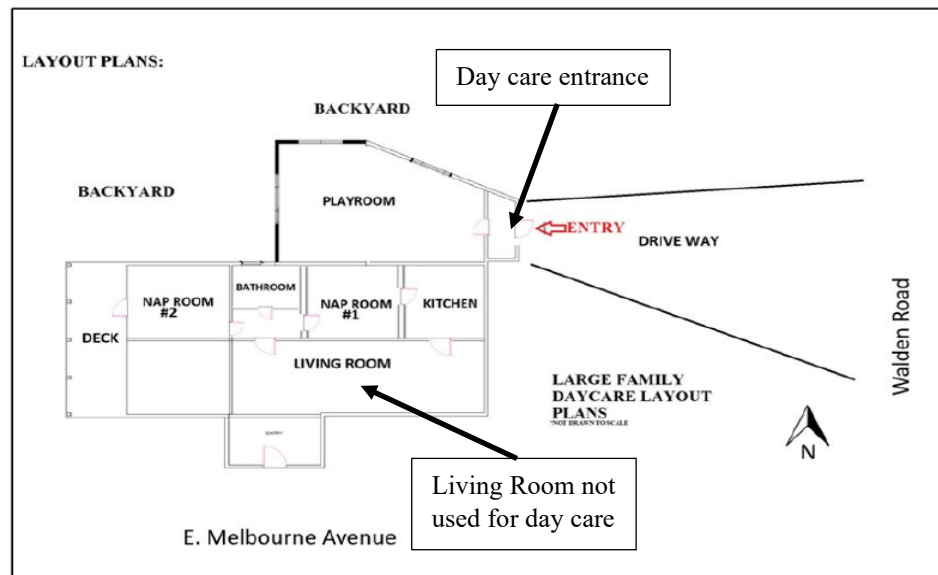 LAYOUT PLANS:
Day care entrance
BACKYARD
BACKYARD
PLAYROOM
ENTRY
DRIVE WAY
Walden Road
BATHROOM
NAP ROOM
#2
NAP ROOM
#1
KITCHEN
DECK
LIVING ROOM
LARGE FAMILY
DAYCARE LAYOUT
PLANS
*NOT DRAWN TO SCALE
N
ENTRY
Living Room not
used for day care
E. Melbourne Avenue